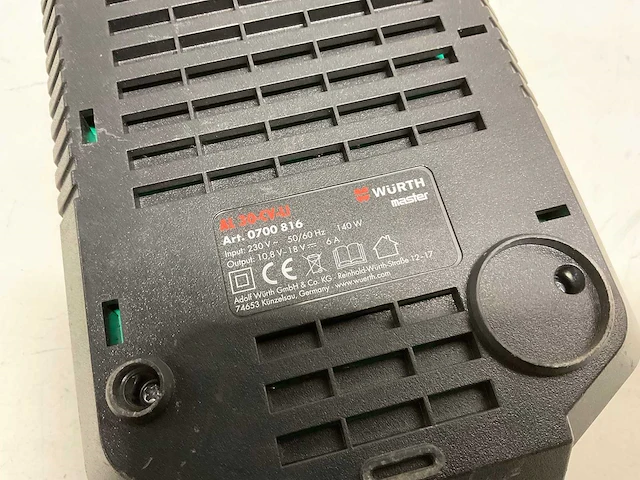 WÜRTH
master
Art. 0700 816
Input: 230 V ~ 50/60 Hz 140 W
Output: 10,8 V–18 V 6 A
CE
Adolf Würth GmbH & Co. KG · Reinhold-Würth-Straße 12–17
74653 Künzelsau, Germany · www.wuerth.com